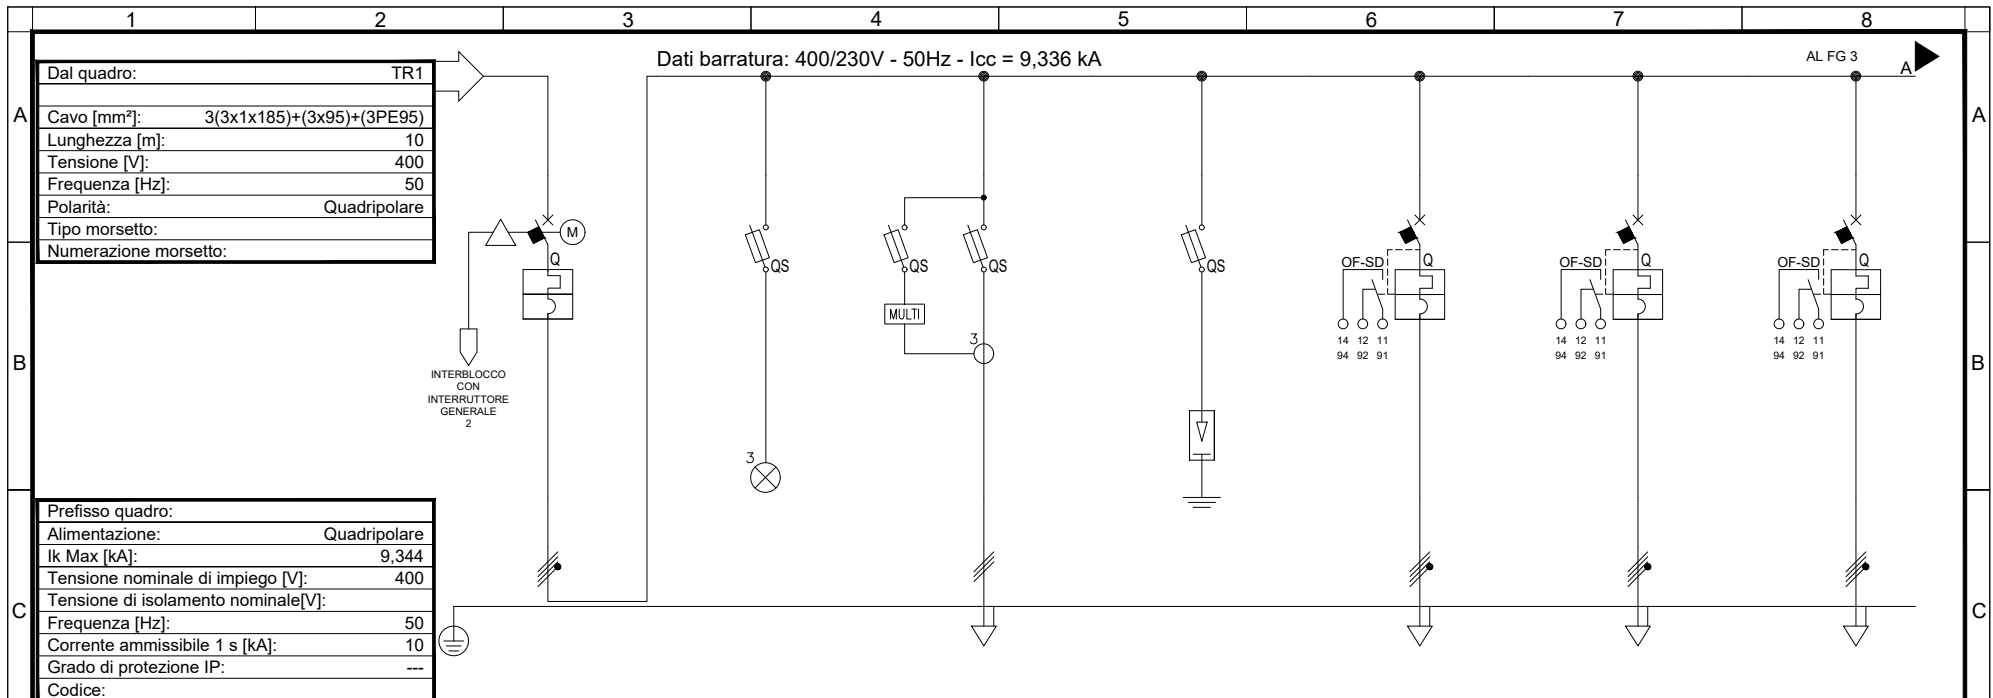 1 2 3 4 5 6 7 8
Dati barratura: 400/230V - 50Hz - Icc = 9,336 kA
AL FG 3
A
A
A
Dal quadro: TR1
Cavo [mm²]: 3(3x1x185)+(3x95)+(3PE95)
Lunghezza [m]: 10
Tensione [V]: 400
Frequenza [Hz]: 50
Polarità: Quadripolare
Tipo morsetto:
Numerazione morsetto:
M
Q
QS
QS
QS
QS
OF-SD Q
OF-SD Q
OF-SD Q
MULTI
3
14 12 11
94 92 91
14 12 11
94 92 91
14 12 11
94 92 91
B
B
INTERBLOCCO
CON
INTERRUTTORE
GENERALE
2
3
Prefisso quadro:
Alimentazione: Quadripolare
Ik Max [kA]: 9,344
Tensione nominale di impiego [V]: 400
Tensione di isolamento nominale[V]:
Frequenza [Hz]: 50
Corrente ammissibile 1 s [kA]: 10
Grado di protezione IP: ---
Codice:
C
C